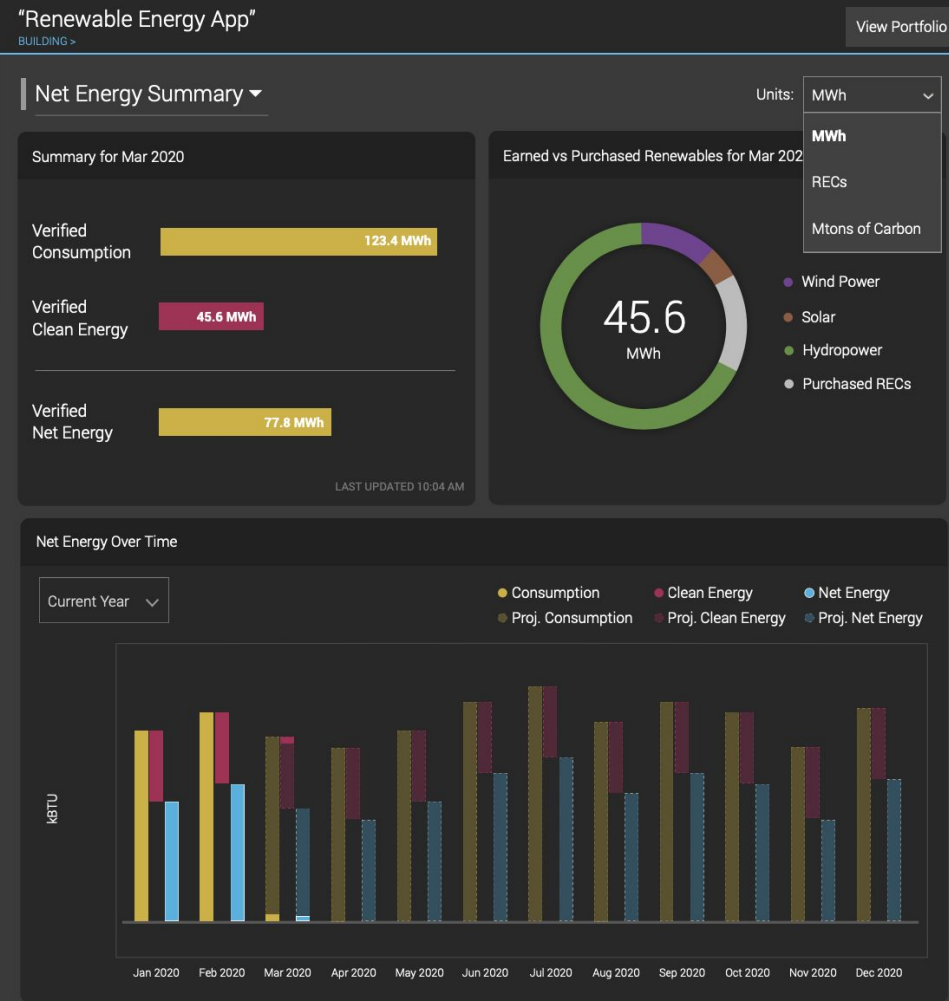 “Renewable Energy App”
BUILDING >
View Portfolio
Net Energy Summary
Units:
MWh
MWh
RECs
Mtons of Carbon
Summary for Mar 2020
Verified
Consumption
123.4 MWh
Verified
Clean Energy
45.6 MWh
Verified
Net Energy
77.8 MWh
LAST UPDATED 10:04 AM
Earned vs Purchased Renewables for Mar 202
45.6
MWh
Wind Power
Solar
Hydropower
Purchased RECs
Net Energy Over Time
Current Year
Consumption
Clean Energy
Net Energy
Proj. Consumption
Proj. Clean Energy
Proj. Net Energy
kBTU
Jan 2020
Feb 2020
Mar 2020
Apr 2020
May 2020
Jun 2020
Jul 2020
Aug 2020
Sep 2020
Oct 2020
Nov 2020
Dec 2020